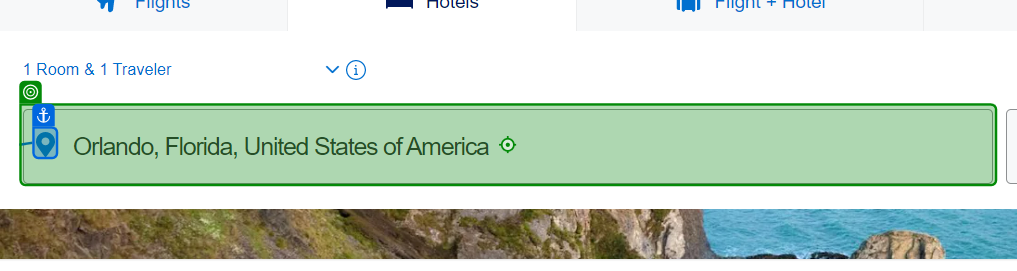 Flights
Hotels
Flight + Hotel
1 Room & 1 Traveler
Orlando, Florida, United States of America